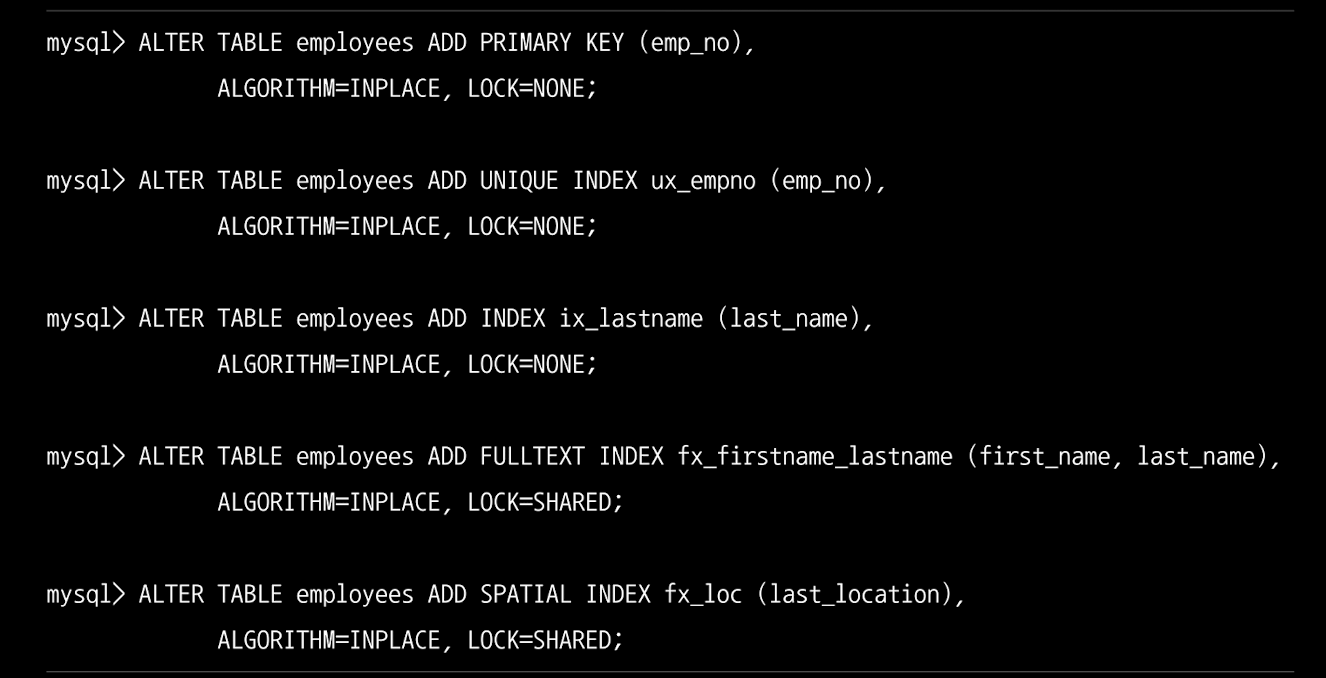 mysql> ALTER TABLE employees ADD PRIMARY KEY (emp_no),
ALGORITHM=INPLACE, LOCK=NONE;
mysql> ALTER TABLE employees ADD UNIQUE INDEX ux_empno (emp_no),
ALGORITHM=INPLACE, LOCK=NONE;
mysql> ALTER TABLE employees ADD INDEX ix_lastname (last_name),
ALGORITHM=INPLACE, LOCK=NONE;
mysql> ALTER TABLE employees ADD FULLTEXT INDEX fx_firstname_lastname (first_name, last_name),
ALGORITHM=INPLACE, LOCK=SHARED;
mysql> ALTER TABLE employees ADD SPATIAL INDEX fx_loc (last_location),
ALGORITHM=INPLACE, LOCK=SHARED;